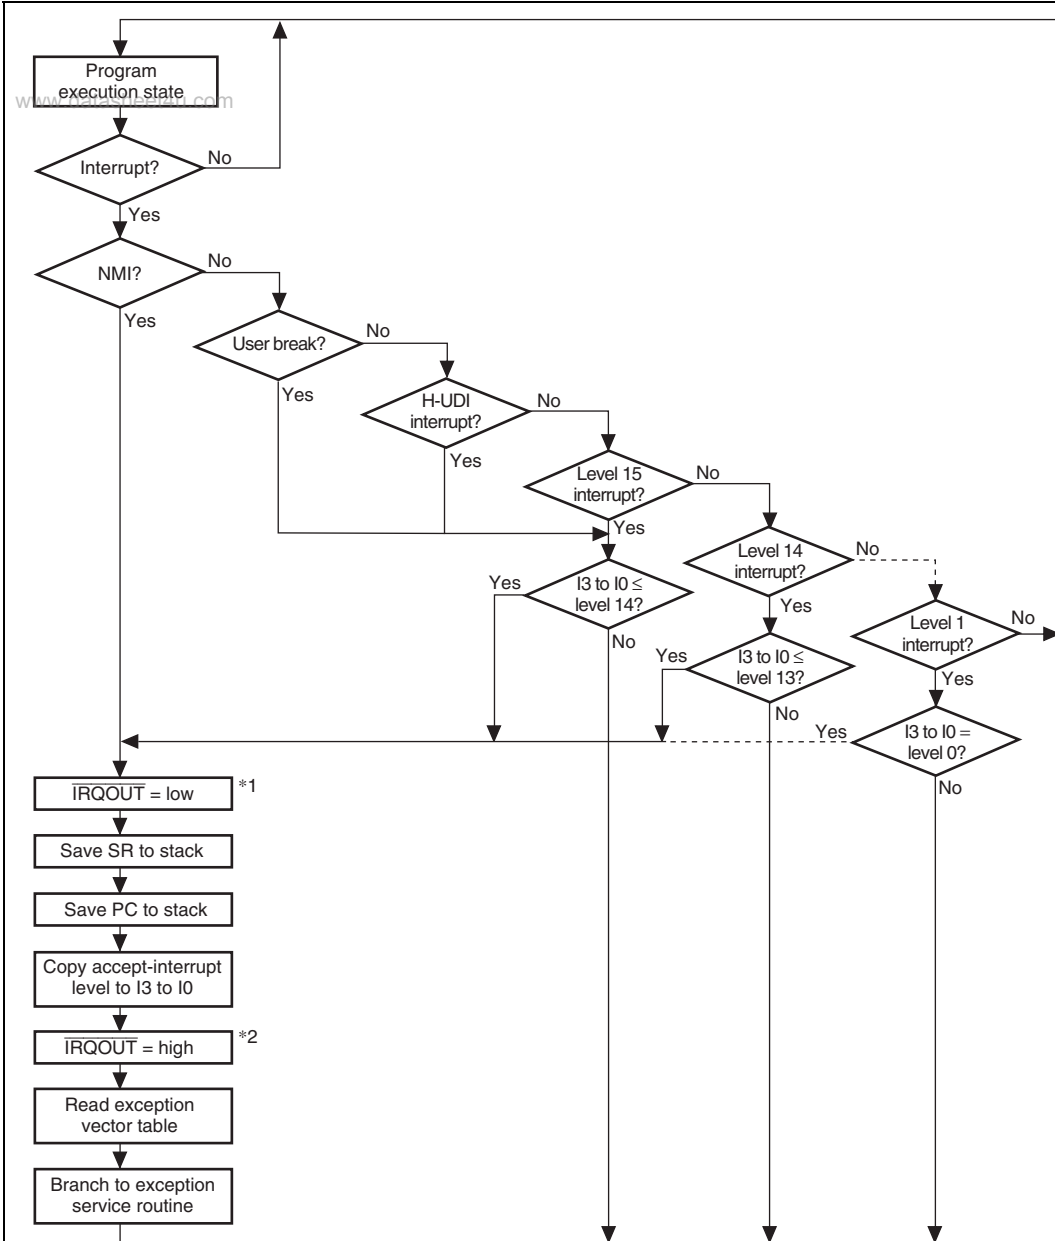 Program
execution state
www.datasheet4u.com
Interrupt?
No
Yes
NMI?
No
Yes
User break?
No
Yes
H-UDI
interrupt?
No
Yes
Level 15
interrupt?
No
Yes
Level 14
interrupt?
No
Yes
I3 to I0 ≤
level 14?
Yes
No
Level 1
interrupt?
No
Yes
I3 to I0 ≤
level 13?
Yes
No
I3 to I0 =
level 0?
Yes
No
IRQOUT = low
*1
Save SR to stack
Save PC to stack
Copy accept-interrupt
level to I3 to I0
IRQOUT = high
*2
Read exception
vector table
Branch to exception
service routine